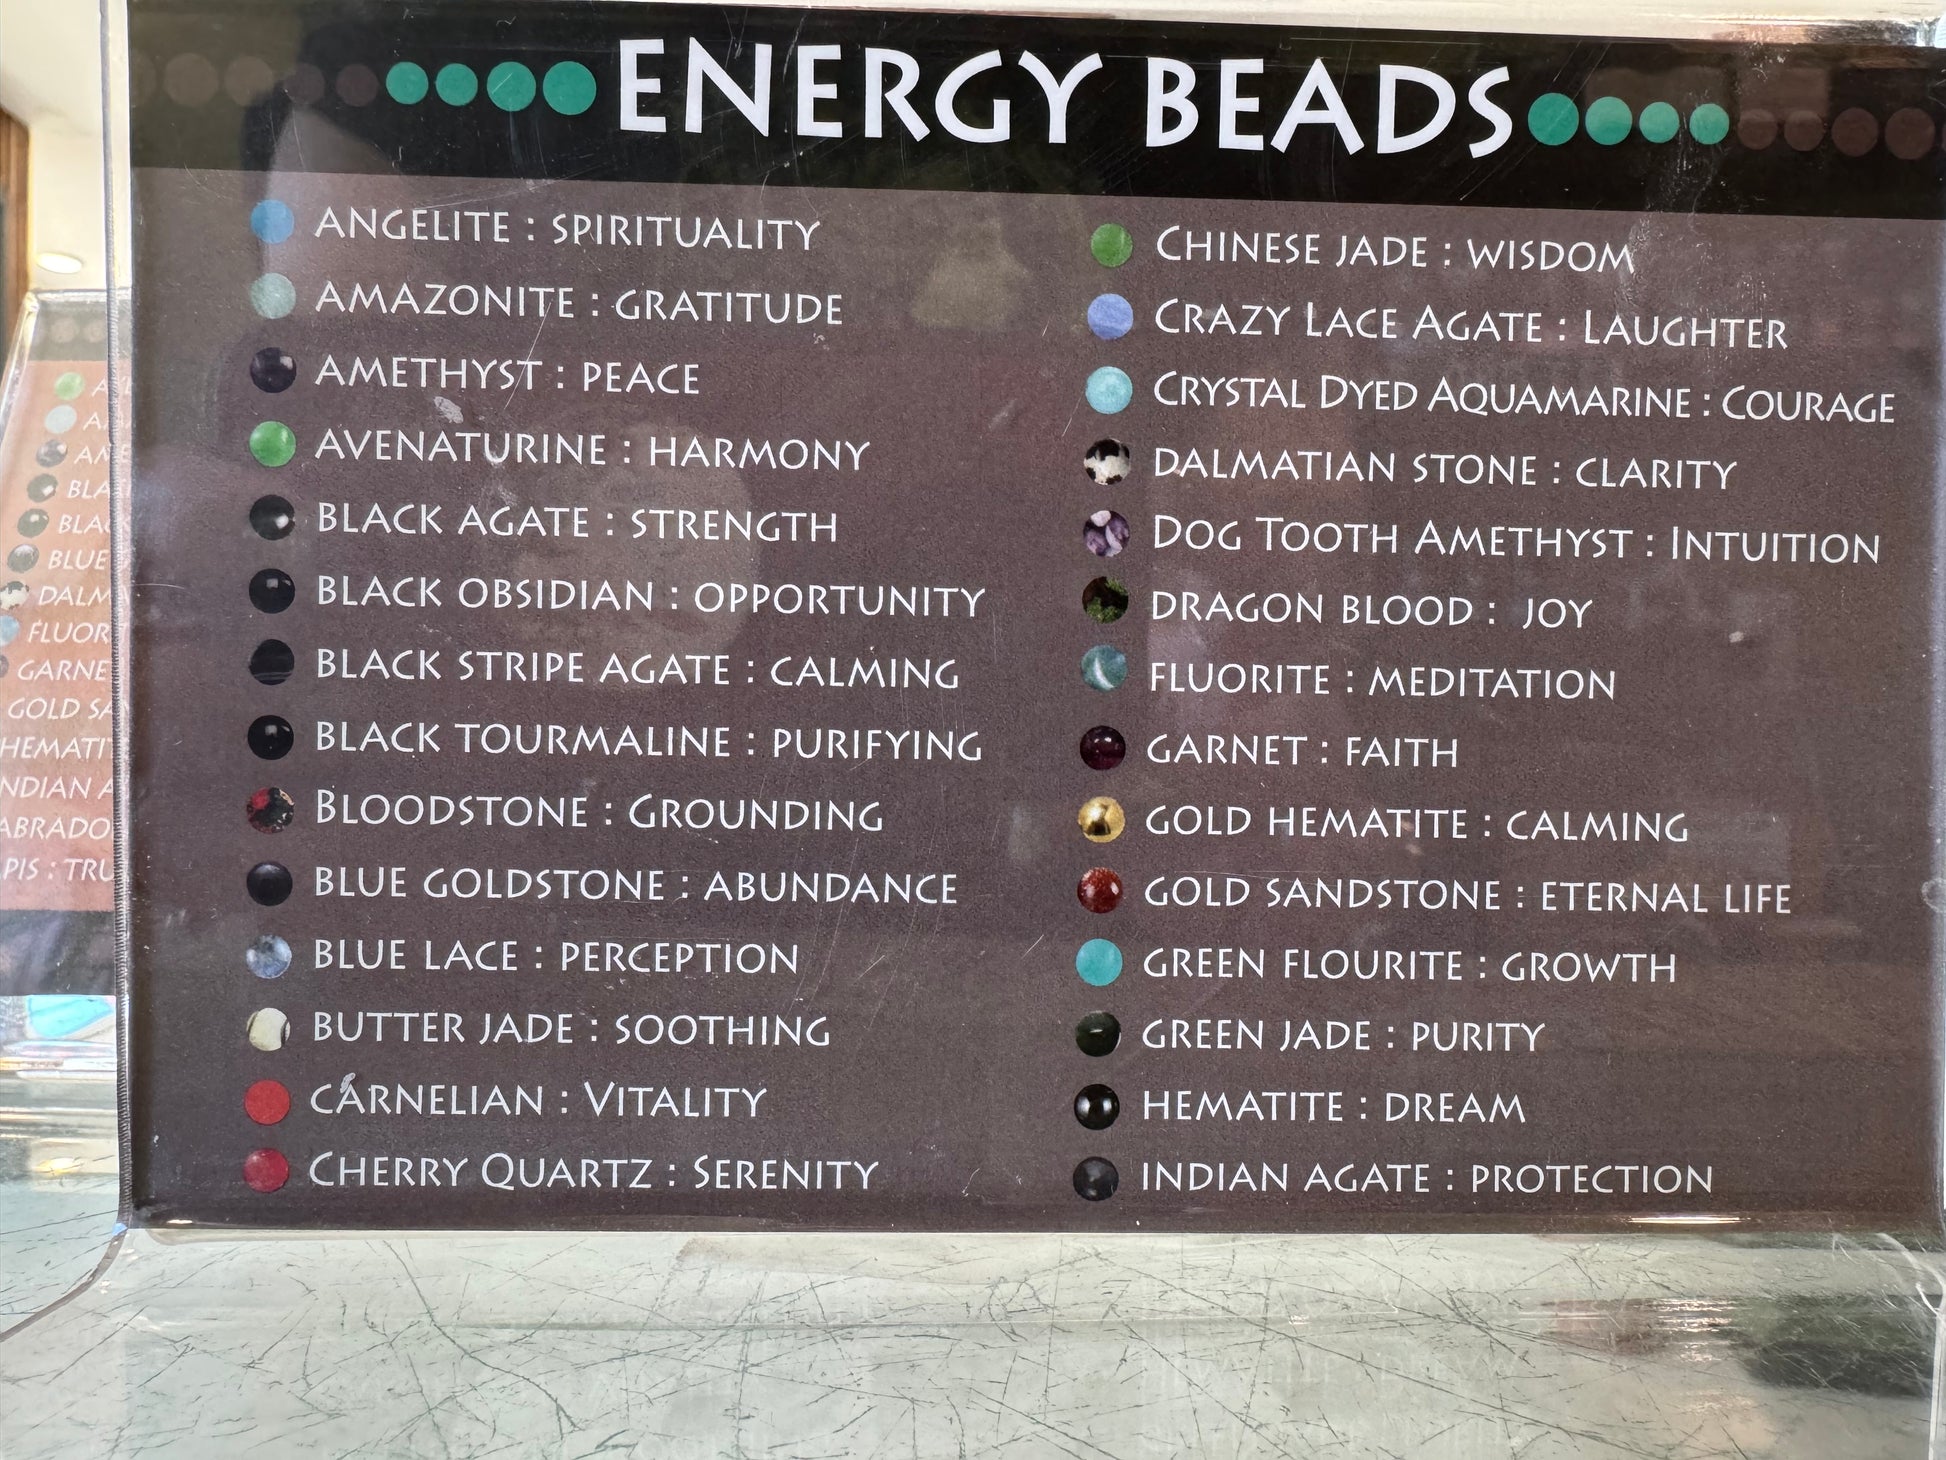 ENERGY BEADS
ANGELITE : SPIRITUALITY
AMAZONITE : GRATITUDE
AMETHYST : PEACE
AVENATURINE : HARMONY
BLACK AGATE : STRENGTH
BLACK OBSIDIAN : OPPORTUNITY
BLACK STRIPE AGATE : CALMING
BLACK TOURMALINE : PURIFYING
BLOODSTONE : GROUNDING
BLUE GOLDSTONE : ABUNDANCE
BLUE LACE : PERCEPTION
BUTTER JADE : SOOTHING
CARNELIAN : VITALITY
CHERRY QUARTZ : SERENITY
CHINESE JADE : WISDOM
CRAZY LACE AGATE : LAUGHTER
CRYSTAL DYED AQUAMARINE : COURAGE
DALMATIAN STONE : CLARITY
DOG TOOTH AMETHYST : INTUITION
DRAGON BLOOD : JOY
FLUORITE : MEDITATION
GARNET : FAITH
GOLD HEMATITE : CALMING
GOLD SANDSTONE : ETERNAL LIFE
GREEN FLOURITE : GROWTH
GREEN JADE : PURITY
HEMATITE : DREAM
INDIAN AGATE : PROTECTION